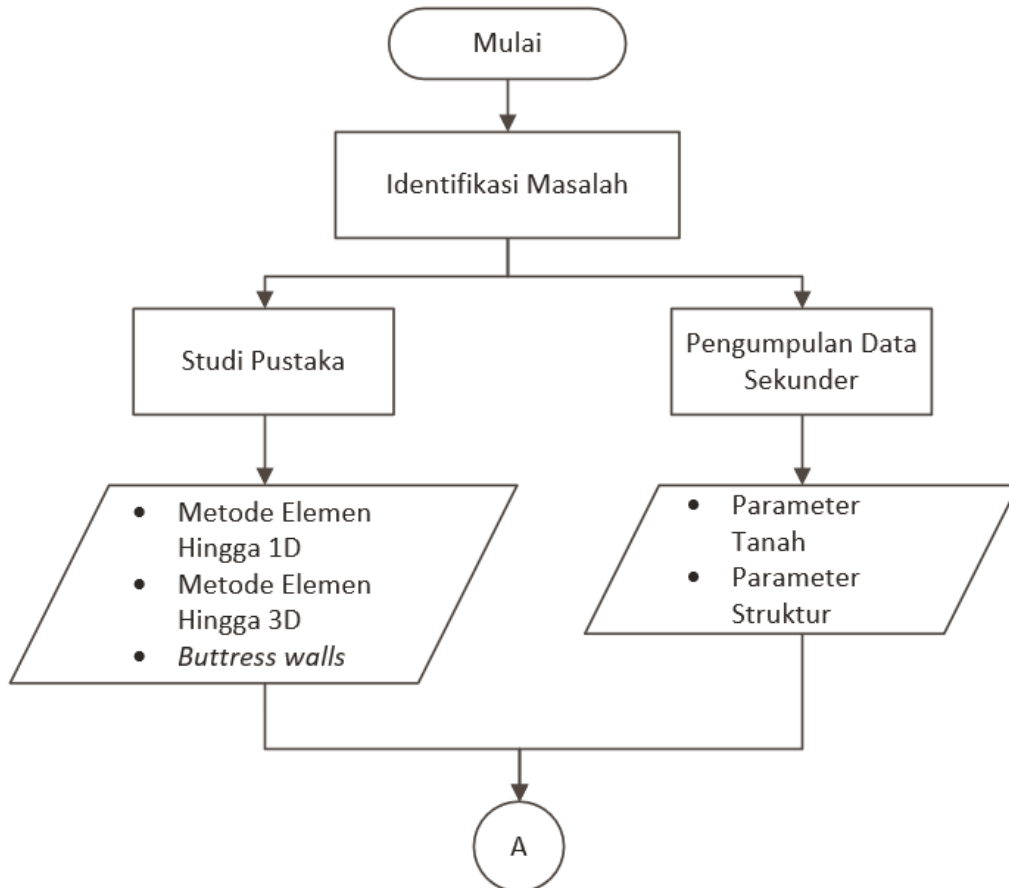 Mulai
Identifikasi Masalah
Studi Pustaka
Pengumpulan Data
Sekunder
• Metode Elemen
Hingga 1D
• Metode Elemen
Hingga 3D
• Buttress walls
• Parameter
Tanah
• Parameter
Struktur
A